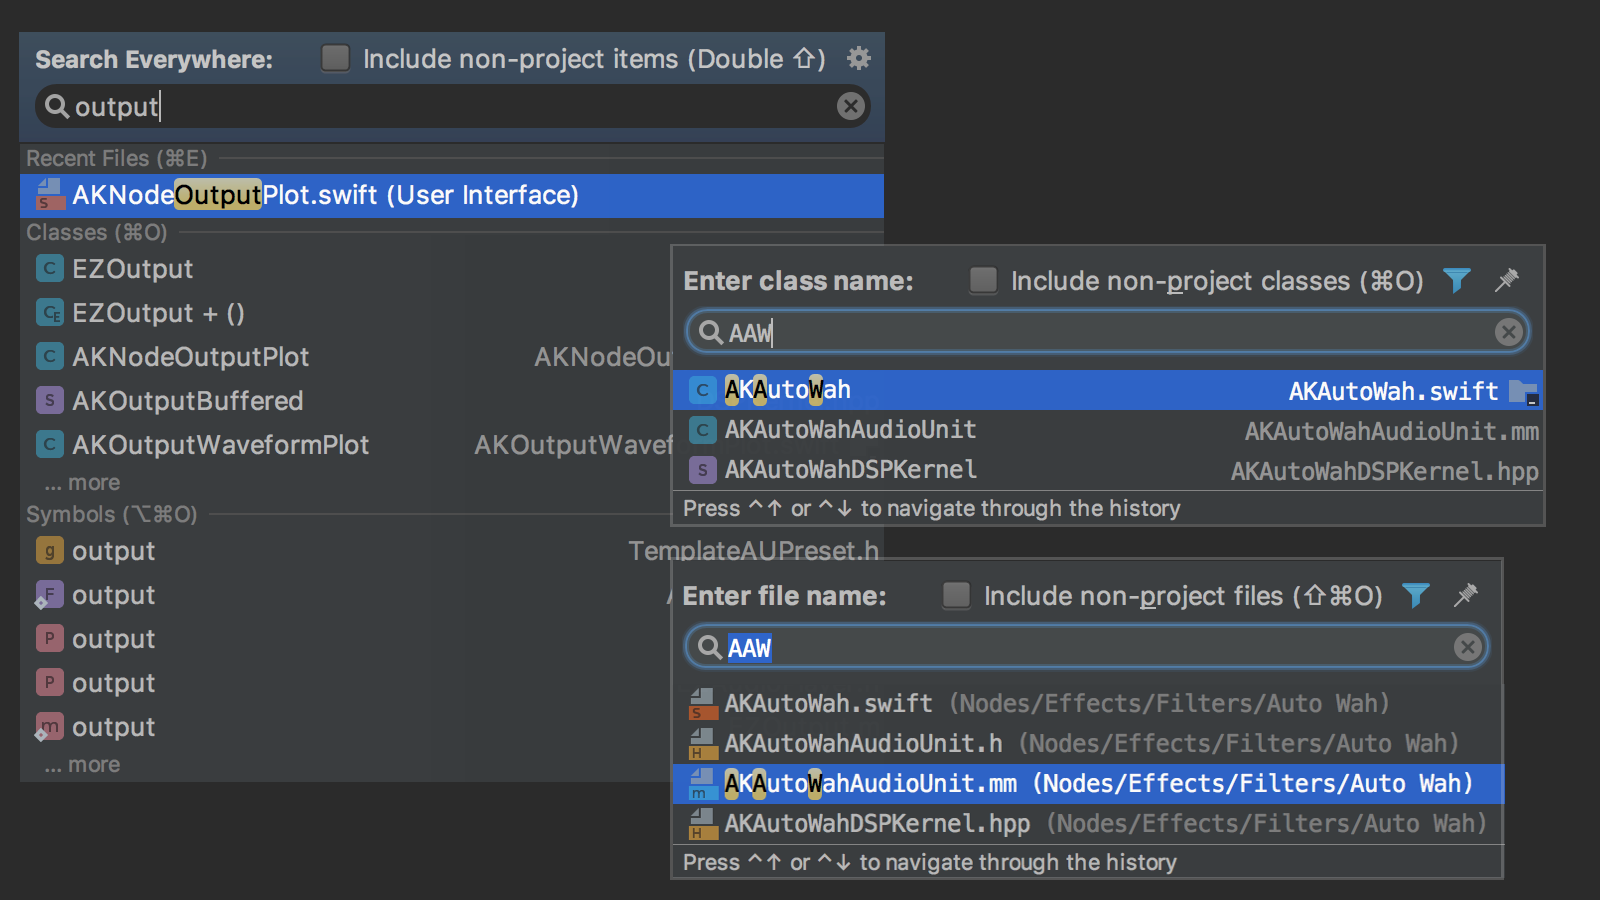 Search Everywhere: Include non-project items (Double ⇧)
output
Recent Files (⌘E)
AKNodeOutputPlot.swift (User Interface)
Classes (⌘O)
EZOutput
EZOutput + ()
AKNodeOutputPlot AKNodeOu
AKOutputBuffered
AKOutputWaveformPlot AKOutputWavef
... more
Symbols (⌥⌘O)
output TemplateAUPreset.h
output
output
output
output
... more
Enter class name: Include non-project classes (⌘O)
AAW
AKAutoWah AKAutoWah.swift
AKAutoWahAudioUnit AKAutoWahAudioUnit.mm
AKAutoWahDSPKernel AKAutoWahDSPKernel.hpp
Press ^↑ or ^↓ to navigate through the history
Enter file name: Include non-project files (⇧⌘O)
AAW
AKAutoWah.swift (Nodes/Effects/Filters/Auto Wah)
AKAutoWahAudioUnit.h (Nodes/Effects/Filters/Auto Wah)
AKAutoWahAudioUnit.mm (Nodes/Effects/Filters/Auto Wah)
AKAutoWahDSPKernel.hpp (Nodes/Effects/Filters/Auto Wah)
Press ^↑ or ^↓ to navigate through the history